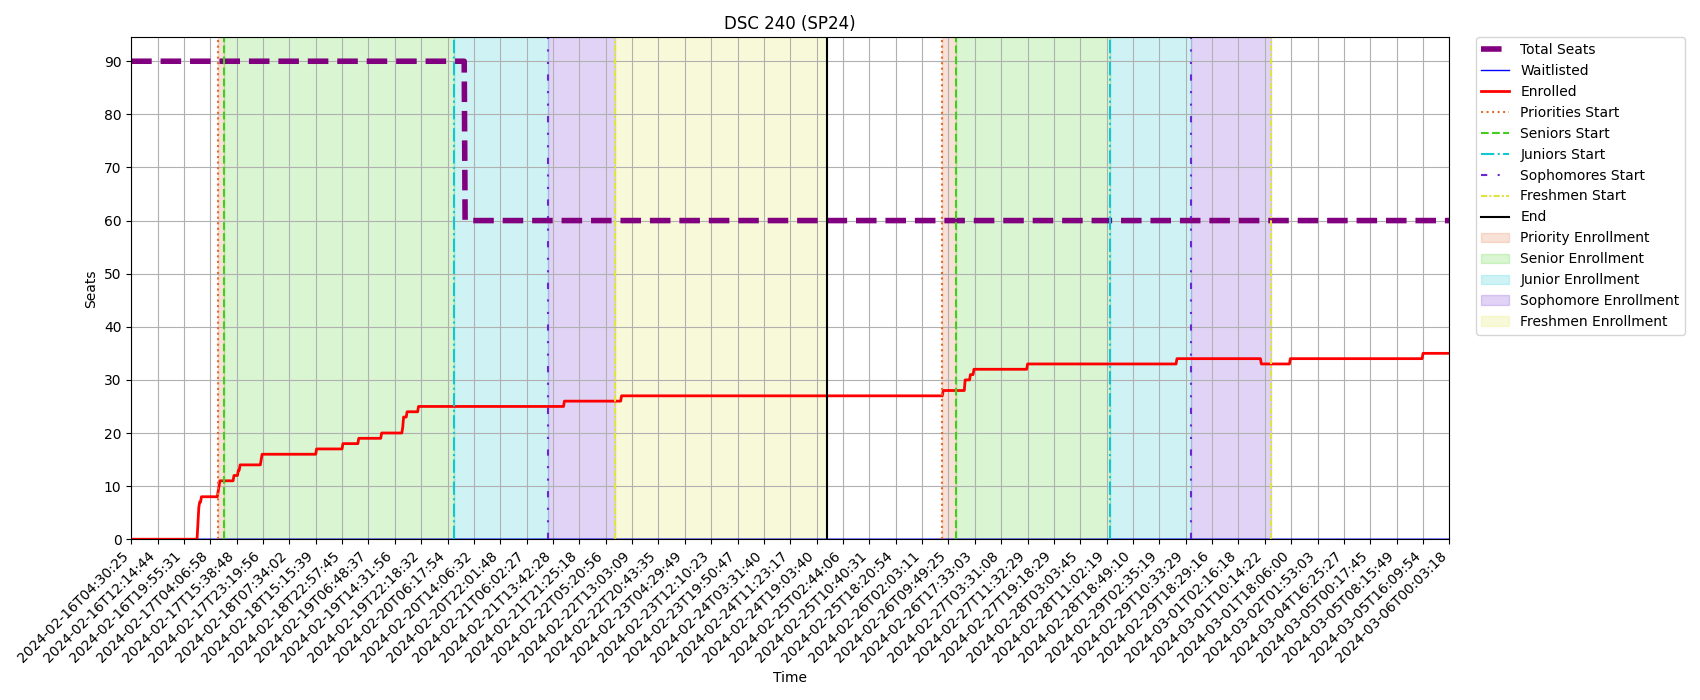 DSC 240 (SP24)
Seats
90
80
70
60
50
40
30
20
10
0
2024-02-16T04:30:25
2024-02-16T12:14:44
2024-02-16T19:55:31
2024-02-17T04:06:58
2024-02-17T15:38:48
2024-02-17T23:19:56
2024-02-18T07:34:02
2024-02-18T15:15:39
2024-02-18T22:57:45
2024-02-19T06:48:37
2024-02-19T14:31:56
2024-02-19T22:18:32
2024-02-20T06:17:54
2024-02-20T14:06:32
2024-02-20T22:01:48
2024-02-21T06:02:27
2024-02-21T13:42:28
2024-02-21T21:25:18
2024-02-22T05:20:56
2024-02-22T13:03:09
2024-02-22T20:43:35
2024-02-23T04:29:49
2024-02-23T12:10:23
2024-02-23T19:50:47
2024-02-24T03:31:40
2024-02-24T11:23:17
2024-02-24T19:03:40
2024-02-25T02:44:06
2024-02-25T10:40:31
2024-02-25T18:20:54
2024-02-26T02:03:11
2024-02-26T09:49:25
2024-02-26T17:33:03
2024-02-27T03:31:08
2024-02-27T11:32:29
2024-02-27T19:18:29
2024-02-28T03:03:45
2024-02-28T11:02:19
2024-02-28T18:49:10
2024-02-29T02:35:19
2024-02-29T10:33:29
2024-02-29T18:29:16
2024-03-01T02:16:18
2024-03-01T10:14:22
2024-03-01T18:06:00
2024-03-02T01:53:03
2024-03-04T16:25:27
2024-03-05T00:17:45
2024-03-05T08:15:49
2024-03-05T16:09:54
2024-03-06T00:03:18
Time
Total Seats
Waitlisted
Enrolled
Priorities Start
Seniors Start
Juniors Start
Sophomores Start
Freshmen Start
End
Priority Enrollment
Senior Enrollment
Junior Enrollment
Sophomore Enrollment
Freshmen Enrollment